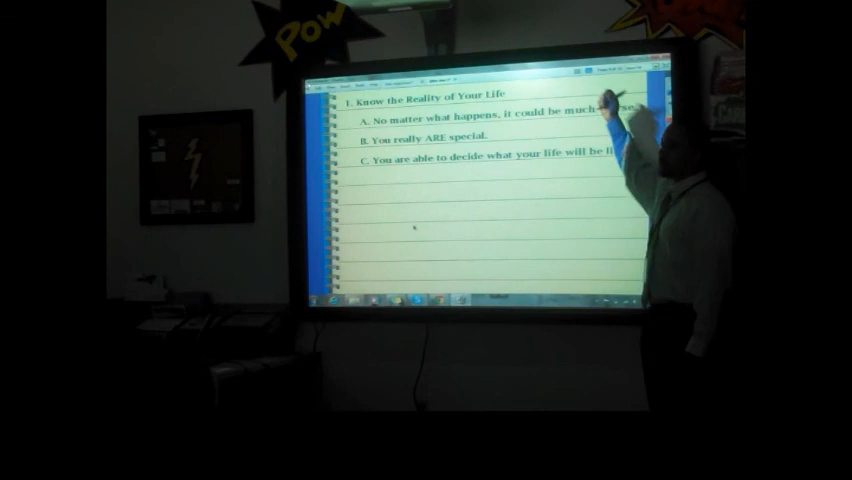 POW
1. Know the Reality of Your Life
A. No matter what happens, it could be much
B. You really ARE special.
C. You are able to decide what your life will be